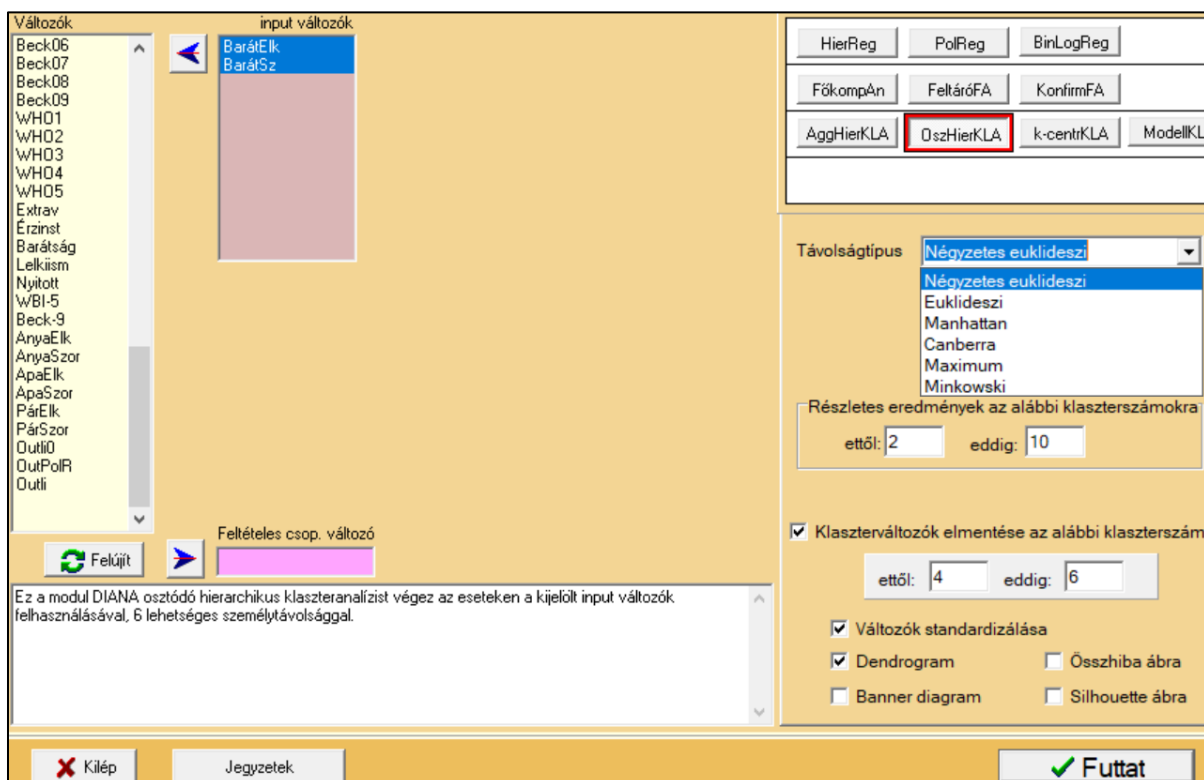 Változók
Beck06
Beck07
Beck08
Beck09
WHO1
WHO2
WHO3
WHO4
WHO5
Extrav
Érzinst
Barátság
Lelkiism
Nyitott
WBI-5
Beck-9
AnyaElk
AnyaSzor
ApaElk
ApaSzor
PárElk
PárSzor
Outli0
OutPolR
Outli
Felújít
input változók
BarátElk
BarátSz
Feltételes csop. változó
Ez a modul DIANA osztódó hierarchikus klaszteranalízist végez az eseteken a kijelölt input változók
felhasználásával, 6 lehetséges személytávolsággal.
HierReg PolReg BinLogReg
FőkompAn FeltáróFA KonfirmFA
AggHierKLA OszHierKLA k-centrKLA ModellKL
Távolságtípus Négyzetes euklideszi
Négyzetes euklideszi
Euklideszi
Manhattan
Canberra
Maximum
Minkowski
Részletes eredmények az alábbi klaszterszámokra
ettől: 2 eddig: 10
Klaszterváltozók elmentése az alábbi klaszterszám
ettől: 4 eddig: 6
Változók standardizálása
Dendrogram Összhiba ábra
Banner diagram Silhouette ábra
Kilép Jegyzetek Futtat